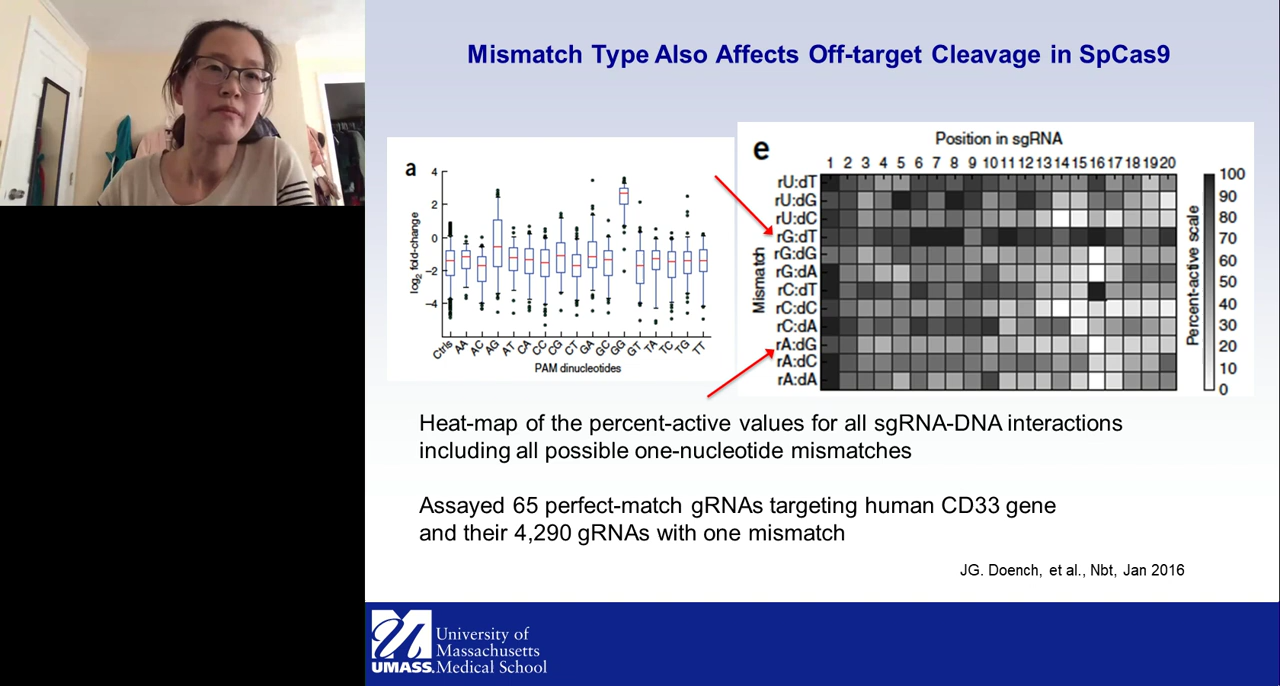 Mismatch Type Also Affects Off-target Cleavage in SpCas9
a
log2 fold-change
4
2
0
−2
−4
Ctrls AA AC AG AT CA CC CG CT GA GC GG GT TA TC TG TT
PAM dinucleotides
e
Position in sgRNA
1 2 3 4 5 6 7 8 9 10 11 12 13 14 15 16 17 18 19 20
Mismatch
rU:dT
rU:dG
rU:dC
rG:dT
rG:dG
rG:dA
rC:dT
rC:dC
rC:dA
rA:dG
rA:dC
rA:dA
100
90
80
70
60
50
40
30
20
10
0
Percent-active scale
Heat-map of the percent-active values for all sgRNA-DNA interactions
including all possible one-nucleotide mismatches
Assayed 65 perfect-match gRNAs targeting human CD33 gene
and their 4,290 gRNAs with one mismatch
JG. Doench, et al., Nbt, Jan 2016
UMASS.
University of
Massachusetts
Medical School